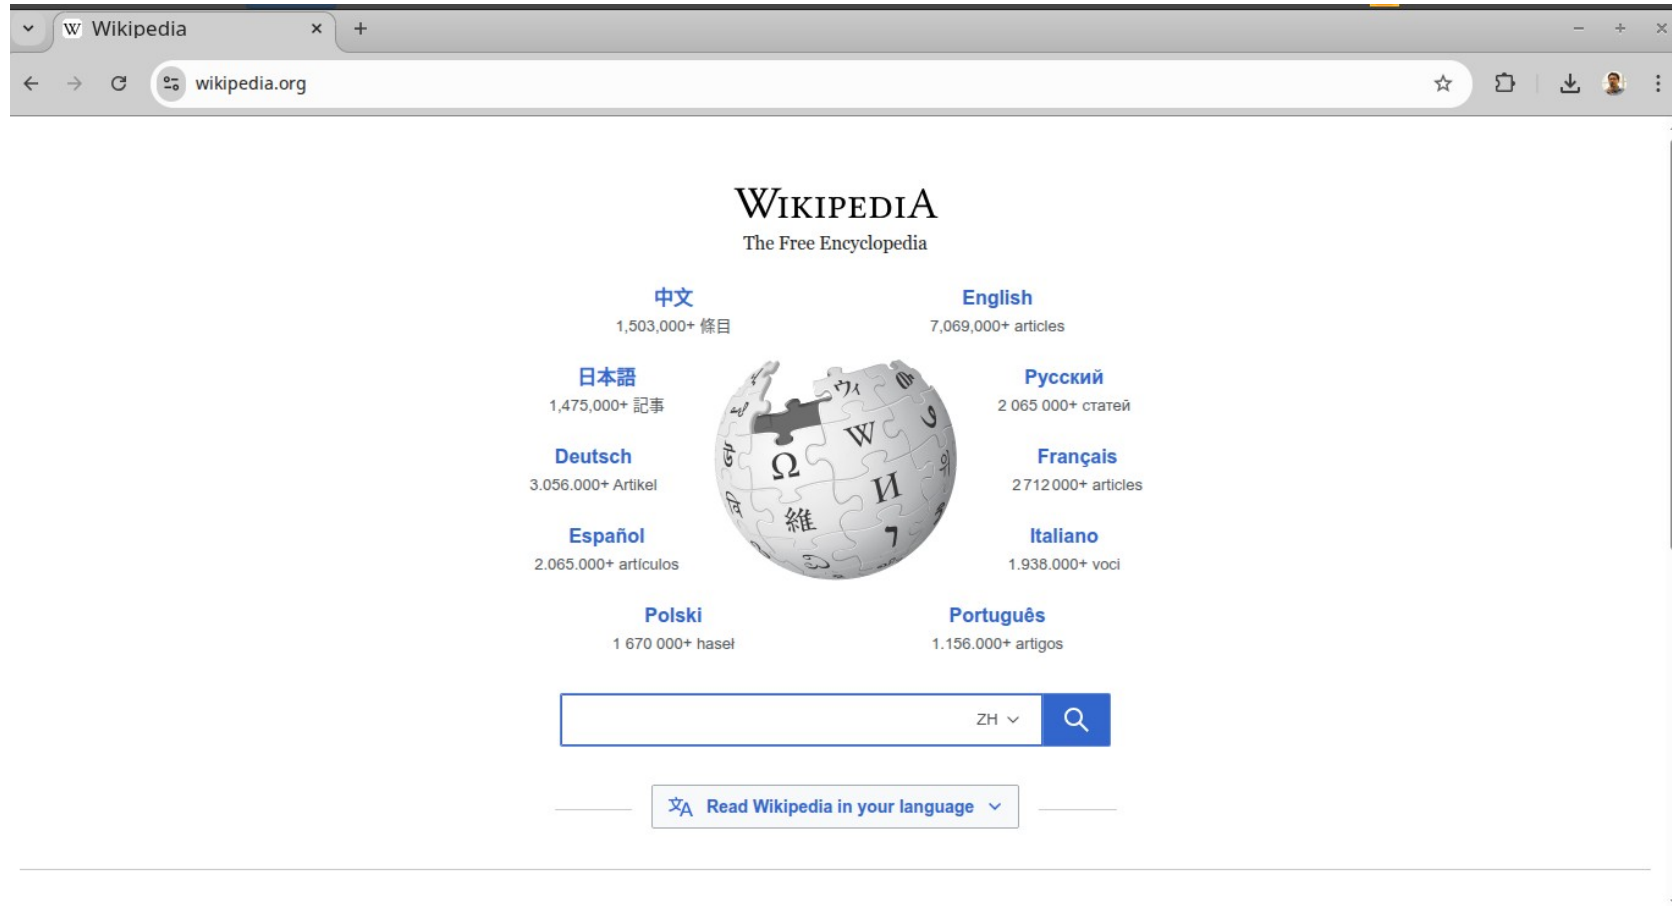 Wikipedia
wikipedia.org
WIKIPEDIA
The Free Encyclopedia
中文
1,503,000+ 條目
English
7,069,000+ articles
日本語
1,475,000+ 記事
Русский
2 065 000+ статей
Deutsch
3.056.000+ Artikel
Français
2 712 000+ articles
Español
2.065.000+ artículos
Italiano
1.938.000+ voci
Polski
1 670 000+ haseł
Português
1.156.000+ artigos
Ω
W
И
維
ウィ
ZH
Read Wikipedia in your language